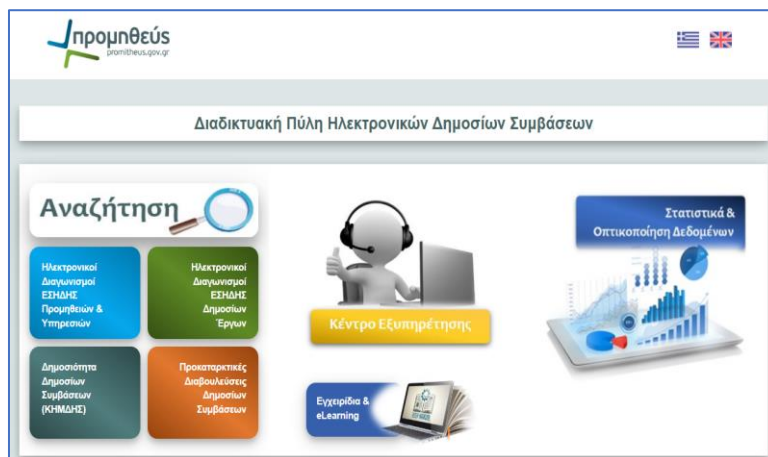 προμηθεύς
promitheus.gov.gr
Διαδικτυακή Πύλη Ηλεκτρονικών Δημοσίων Συμβάσεων
Αναζήτηση
Ηλεκτρονικοί
Διαγωνισμοί
ΕΣΗΔΗΣ
Προμηθειών &
Υπηρεσιών
Ηλεκτρονικοί
Διαγωνισμοί
ΕΣΗΔΗΣ
Δημοσίων
Έργων
Δημοσιότητα
Δημοσίων
Συμβάσεων
(ΚΗΜΔΗΣ)
Προκαταρκτικές
Διαβουλεύσεις
Δημοσίων
Συμβάσεων
Κέντρο Εξυπηρέτησης
Εγχειρίδια &
eLearning
Στατιστικά &
Οπτικοποίηση Δεδομένων